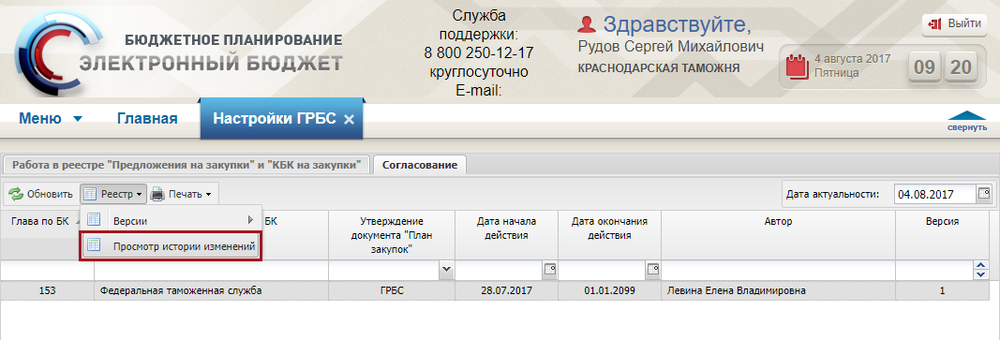 БЮДЖЕТНОЕ ПЛАНИРОВАНИЕ
ЭЛЕКТРОННЫЙ БЮДЖЕТ
Служба
поддержки:
8 800 250-12-17
круглосуточно
E-mail:
Здравствуйте,
Рудов Сергей Михайлович
КРАСНОДАРСКАЯ ТАМОЖНЯ
Выйти
4 августа 2017
Пятница
09 20
Меню Главная Настройки ГРБС
свернуть
Работа в реестре "Предложения на закупки" и "КБК на закупки" Согласование
Обновить Реестр Печать Дата актуальности: 04.08.2017
Версии
Просмотр истории изменений
Глава по БК БК Утверждение Дата начала Дата окончания Автор Версия
документа "План действия действия
закупок"
153 Федеральная таможенная служба ГРБС 28.07.2017 01.01.2099 Левина Елена Владимировна 1